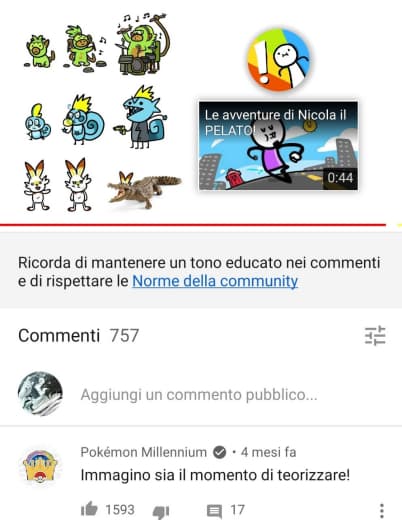 Le avventure di Nicola il
PELATO!
0:44
Ricorda di mantenere un tono educato nei commenti
e di rispettare le Norme della community
Commenti 757
Aggiungi un commento pubblico...
Pokémon Millennium • 4 mesi fa
Immagino sia il momento di teorizzare!
1593 17